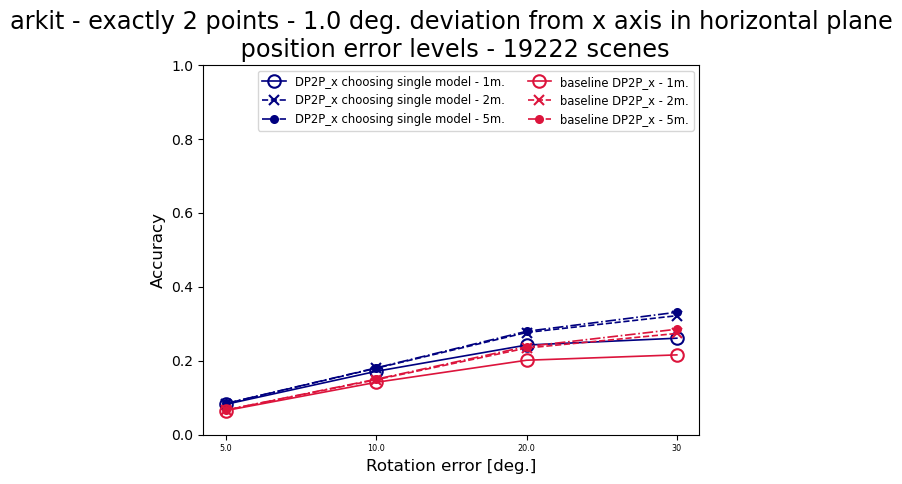 arkit - exactly 2 points - 1.0 deg. deviation from x axis in horizontal plane
position error levels - 19222 scenes
DP2P_x choosing single model - 1m.
DP2P_x choosing single model - 2m.
DP2P_x choosing single model - 5m.
baseline DP2P_x - 1m.
baseline DP2P_x - 2m.
baseline DP2P_x - 5m.
Accuracy
1.0
0.8
0.6
0.4
0.2
0.0
5.0 10.0 20.0 30
Rotation error [deg.]